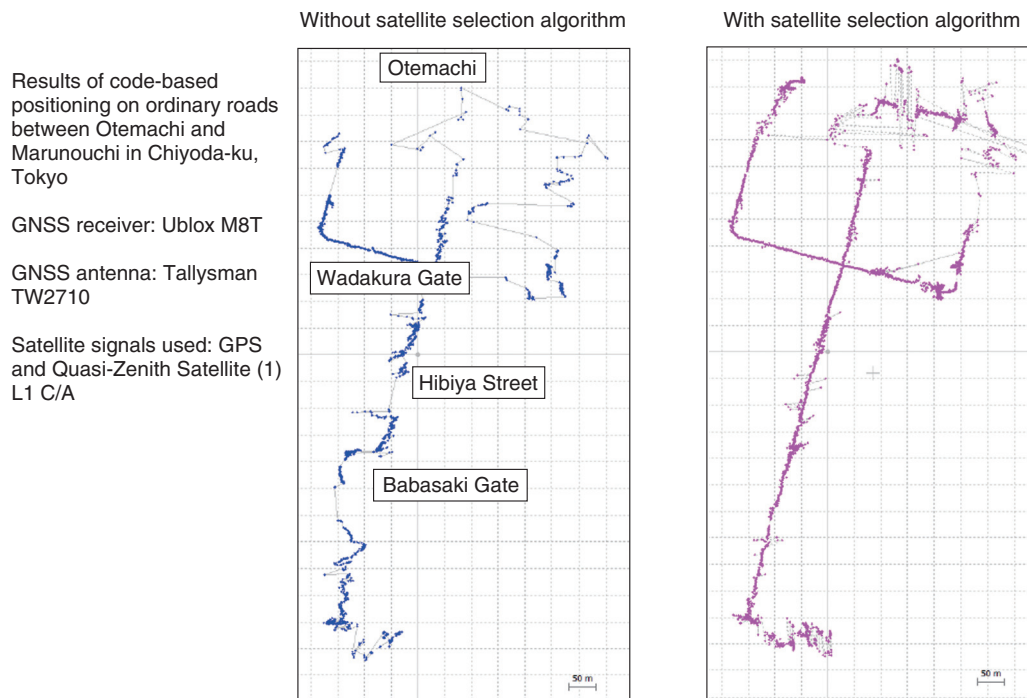 Without satellite selection algorithm
With satellite selection algorithm
Results of code-based
positioning on ordinary roads
between Otemachi and
Marunouchi in Chiyoda-ku,
Tokyo
GNSS receiver: Ublox M8T
GNSS antenna: Tallysman
TW2710
Satellite signals used: GPS
and Quasi-Zenith Satellite (1)
L1 C/A
Otemachi
Wadakura Gate
Hibiya Street
Babasaki Gate
50 m
50 m